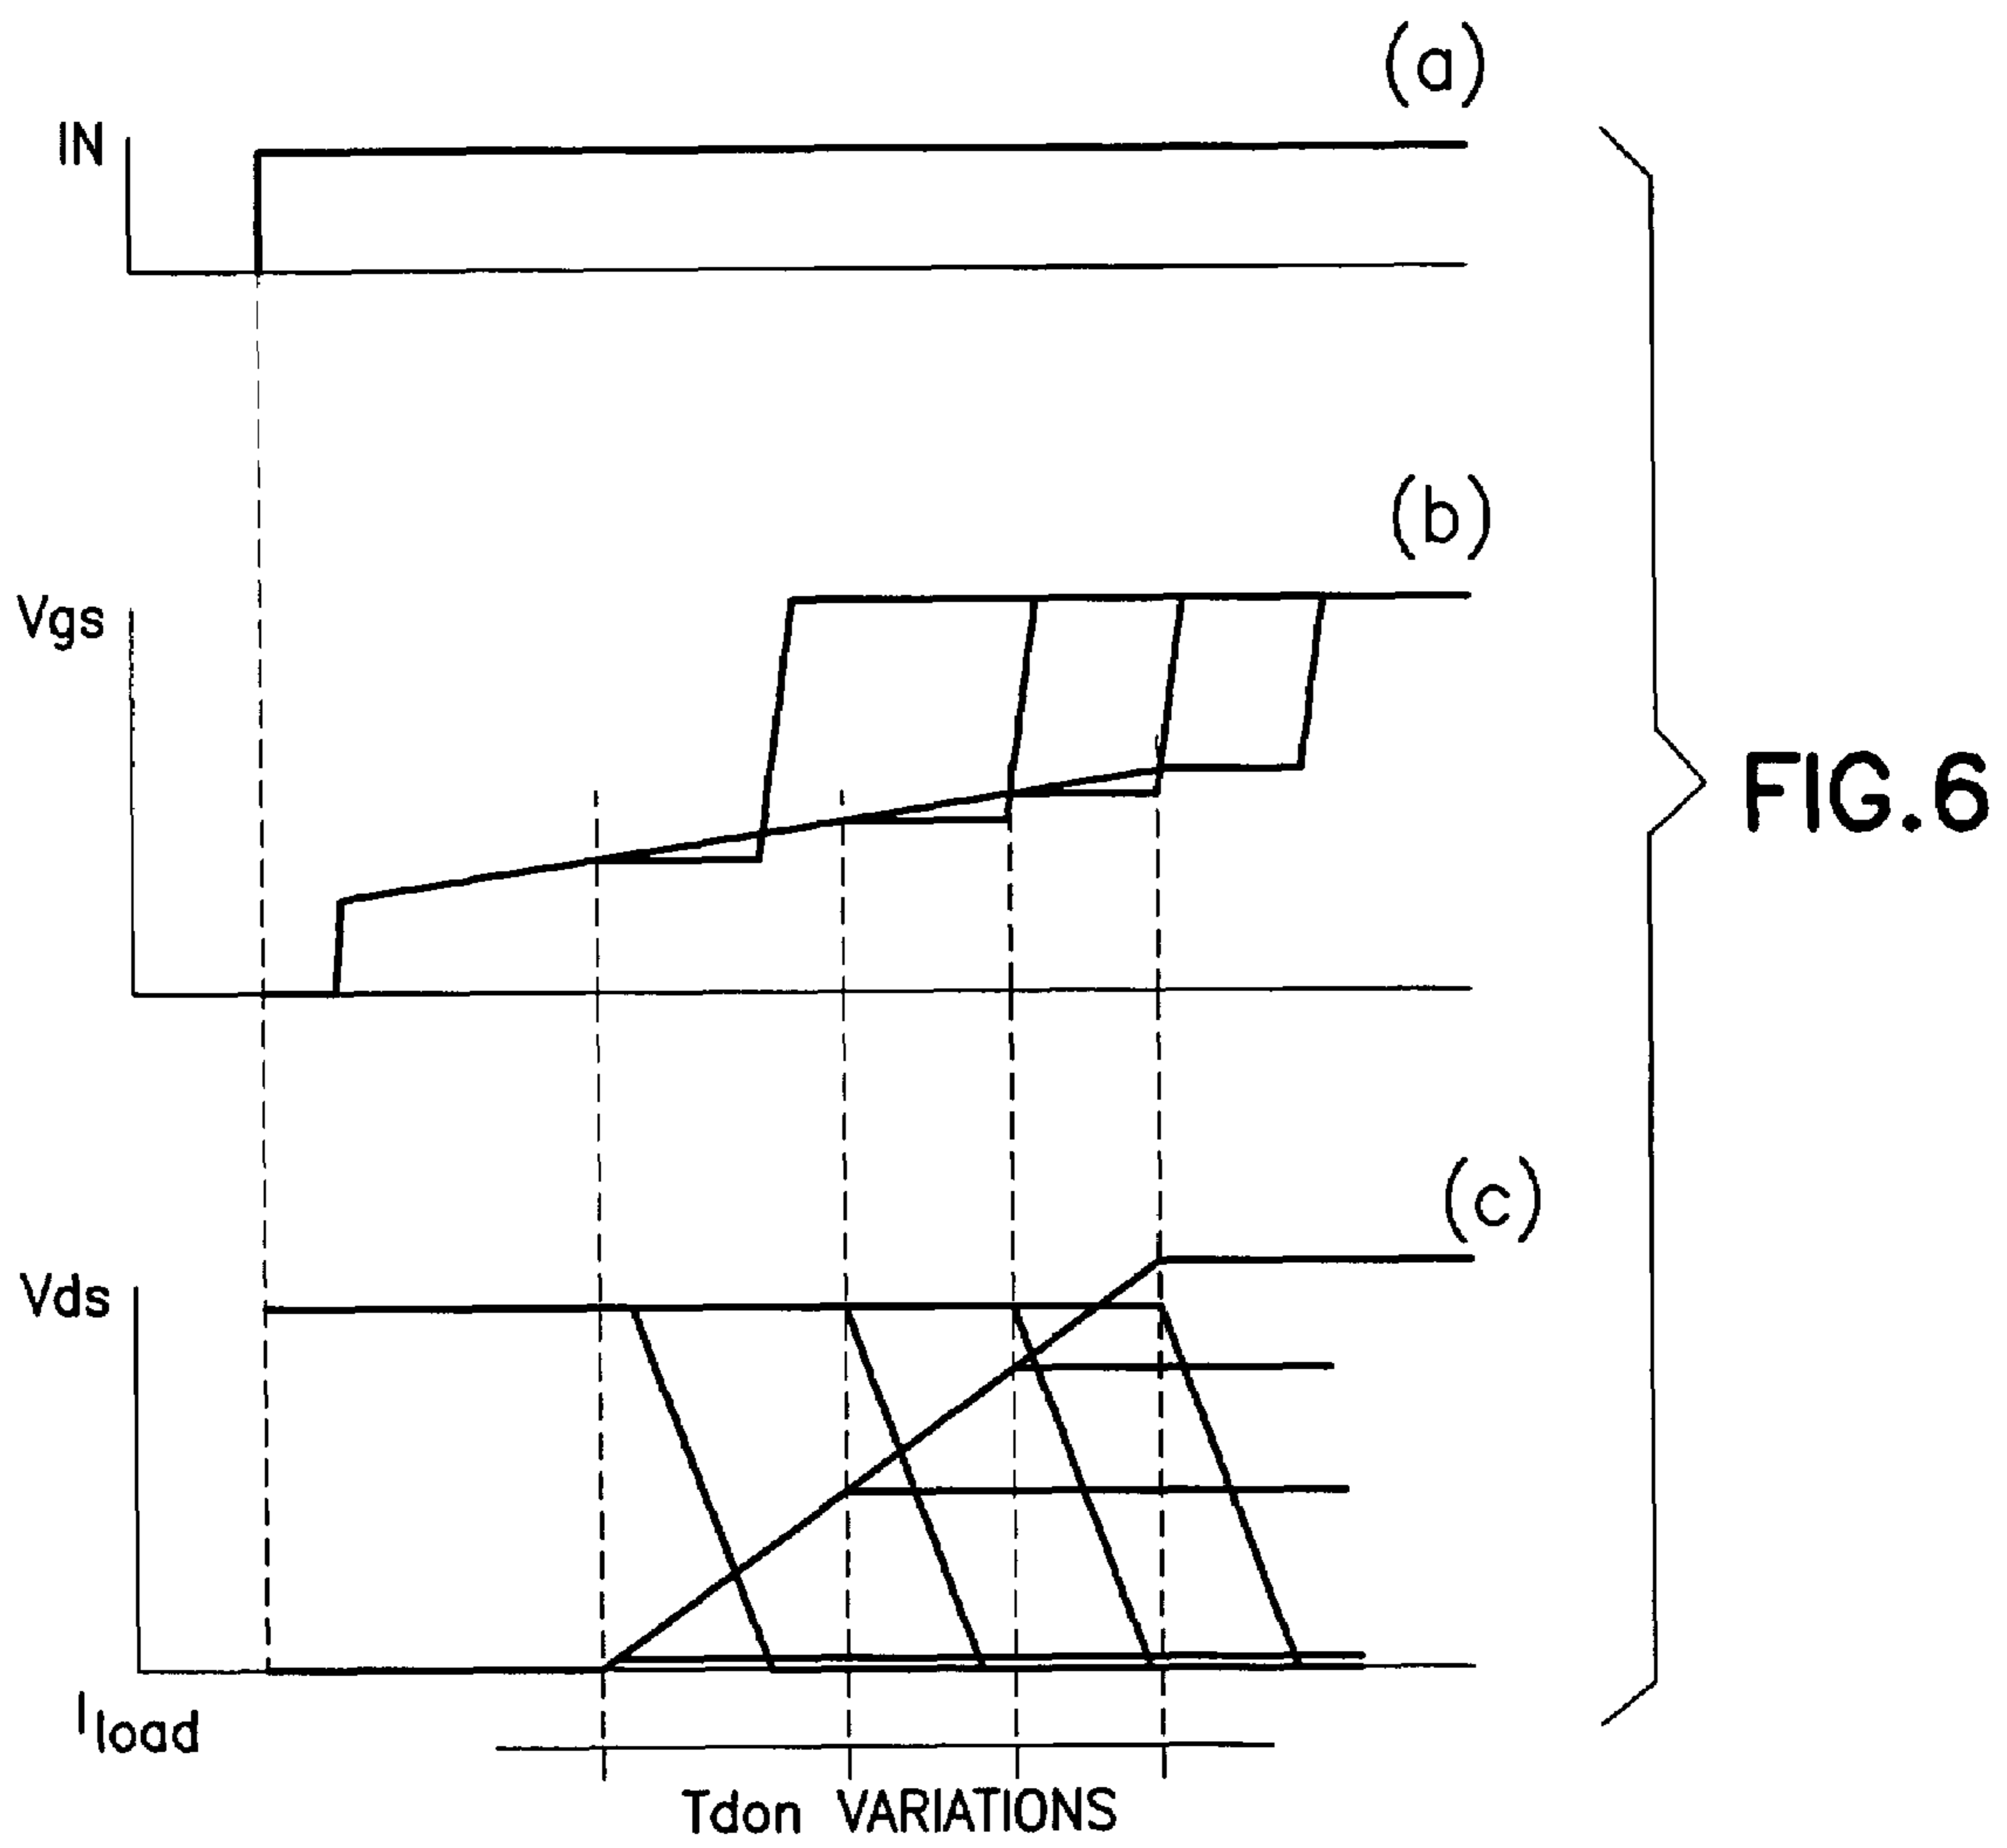 (a)
IN
(b)
Vgs
FIG.6
(c)
Vds
Iload
Tdon VARIATIONS